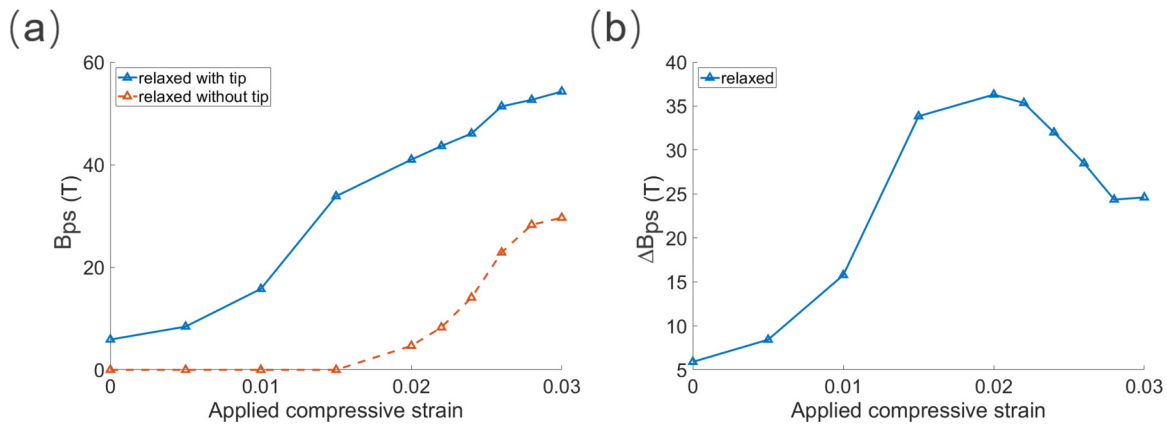 (a)
60
40
20
0
Bps (T)
relaxed with tip
relaxed without tip
0
0.01
0.02
0.03
Applied compressive strain
(b)
40
35
30
25
20
15
10
5
ΔBps (T)
relaxed
0
0.01
0.02
0.03
Applied compressive strain